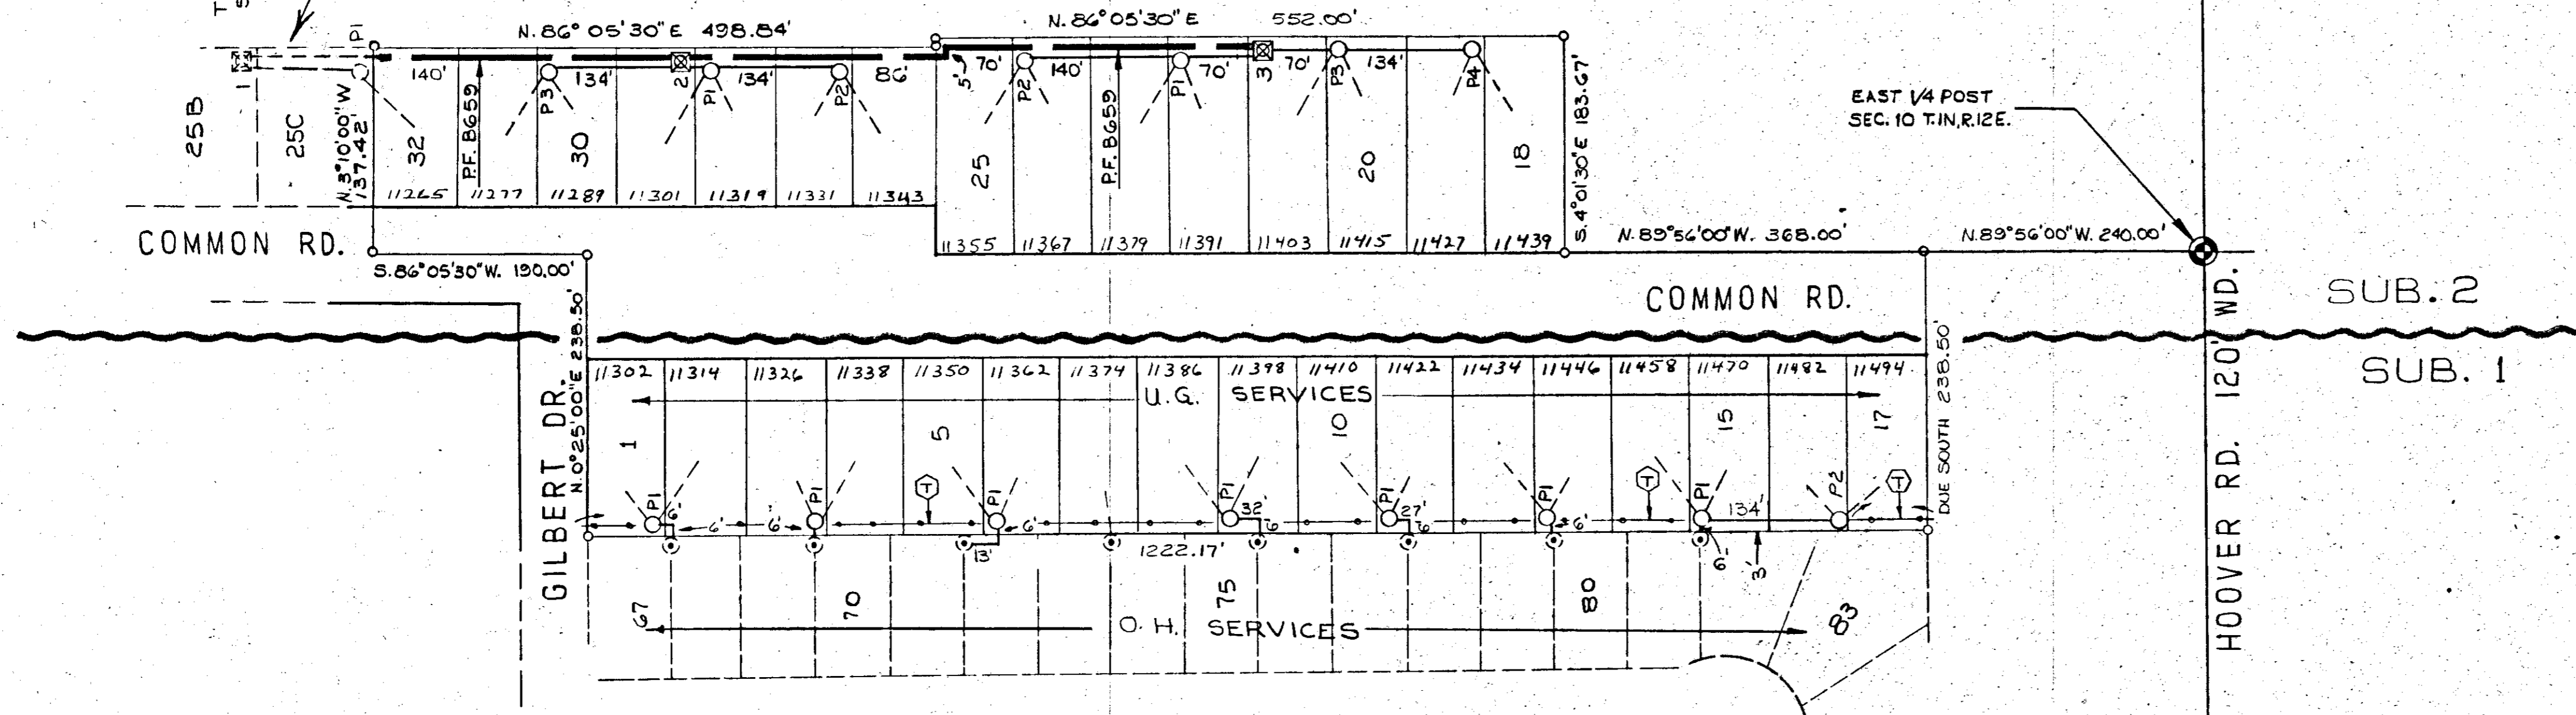 T
S
N. 86° 05' 30" E 498.84'
N. 86° 05' 30" E 552.00'
P1
1
140'
P3
134'
2
P1
134'
P2
86'
5'
70'
P2
140'
P1
70'
3
70'
P3
134'
P4
25B
25C
N. 3° 10' 00" W
137.42'
32
P.F. B659
30
25
P.F. B659
20
18
S. 4° 01' 30" E 183.67'
EAST 1/4 POST
SEC. 10 T.1N, R.12E.
11265 11277 11289 11301 11319 11331 11343
11355 11367 11379 11391 11403 11415 11427 11439
COMMON RD.
N. 89° 56' 00" W. 368.00'
N. 89° 56' 00" W. 240.00'
S. 86° 05' 30" W. 190.00'
COMMON RD.
SUB. 2
SUB. 1
GILBERT DR.
N. 0° 25' 00" E 238.50'
11302 11314 11326 11338 11350 11362 11374 11386 11398 11410 11422 11434 11446 11458 11470 11482 11494
U.G. SERVICES
1
5
10
15
17
DUE SOUTH 238.50'
HOOVER RD. 120' WD.
P1
6'
6'
6'
P1
T
P1
6'
P1
32'
6'
P1
27'
6'
P1
6'
T
P1
134'
P2
T
13'
1222.17'
6'
3'
67
70
75
80
83
O.H. SERVICES